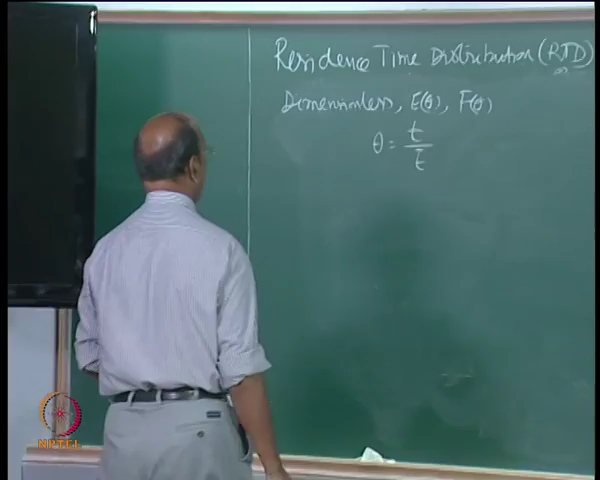 Residence Time Distribution (RTD)
Dimensionless, E(θ), F(θ)
θ = t / t̄
NPTEL